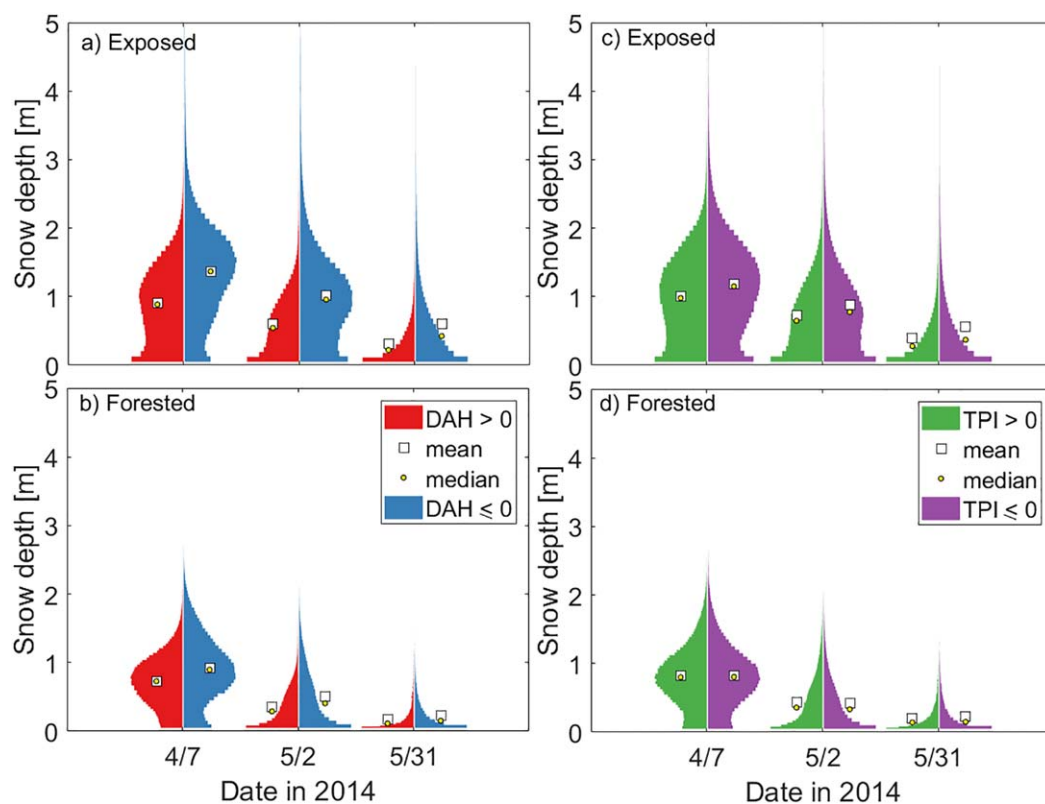 a) Exposed
Snow depth [m]
5
4
3
2
1
0
b) Forested
Snow depth [m]
5
4
3
2
1
0
DAH > 0
mean
median
DAH ⩽ 0
4/7
5/2
5/31
Date in 2014
c) Exposed
Snow depth [m]
5
4
3
2
1
0
d) Forested
Snow depth [m]
5
4
3
2
1
0
TPI > 0
mean
median
TPI ⩽ 0
4/7
5/2
5/31
Date in 2014